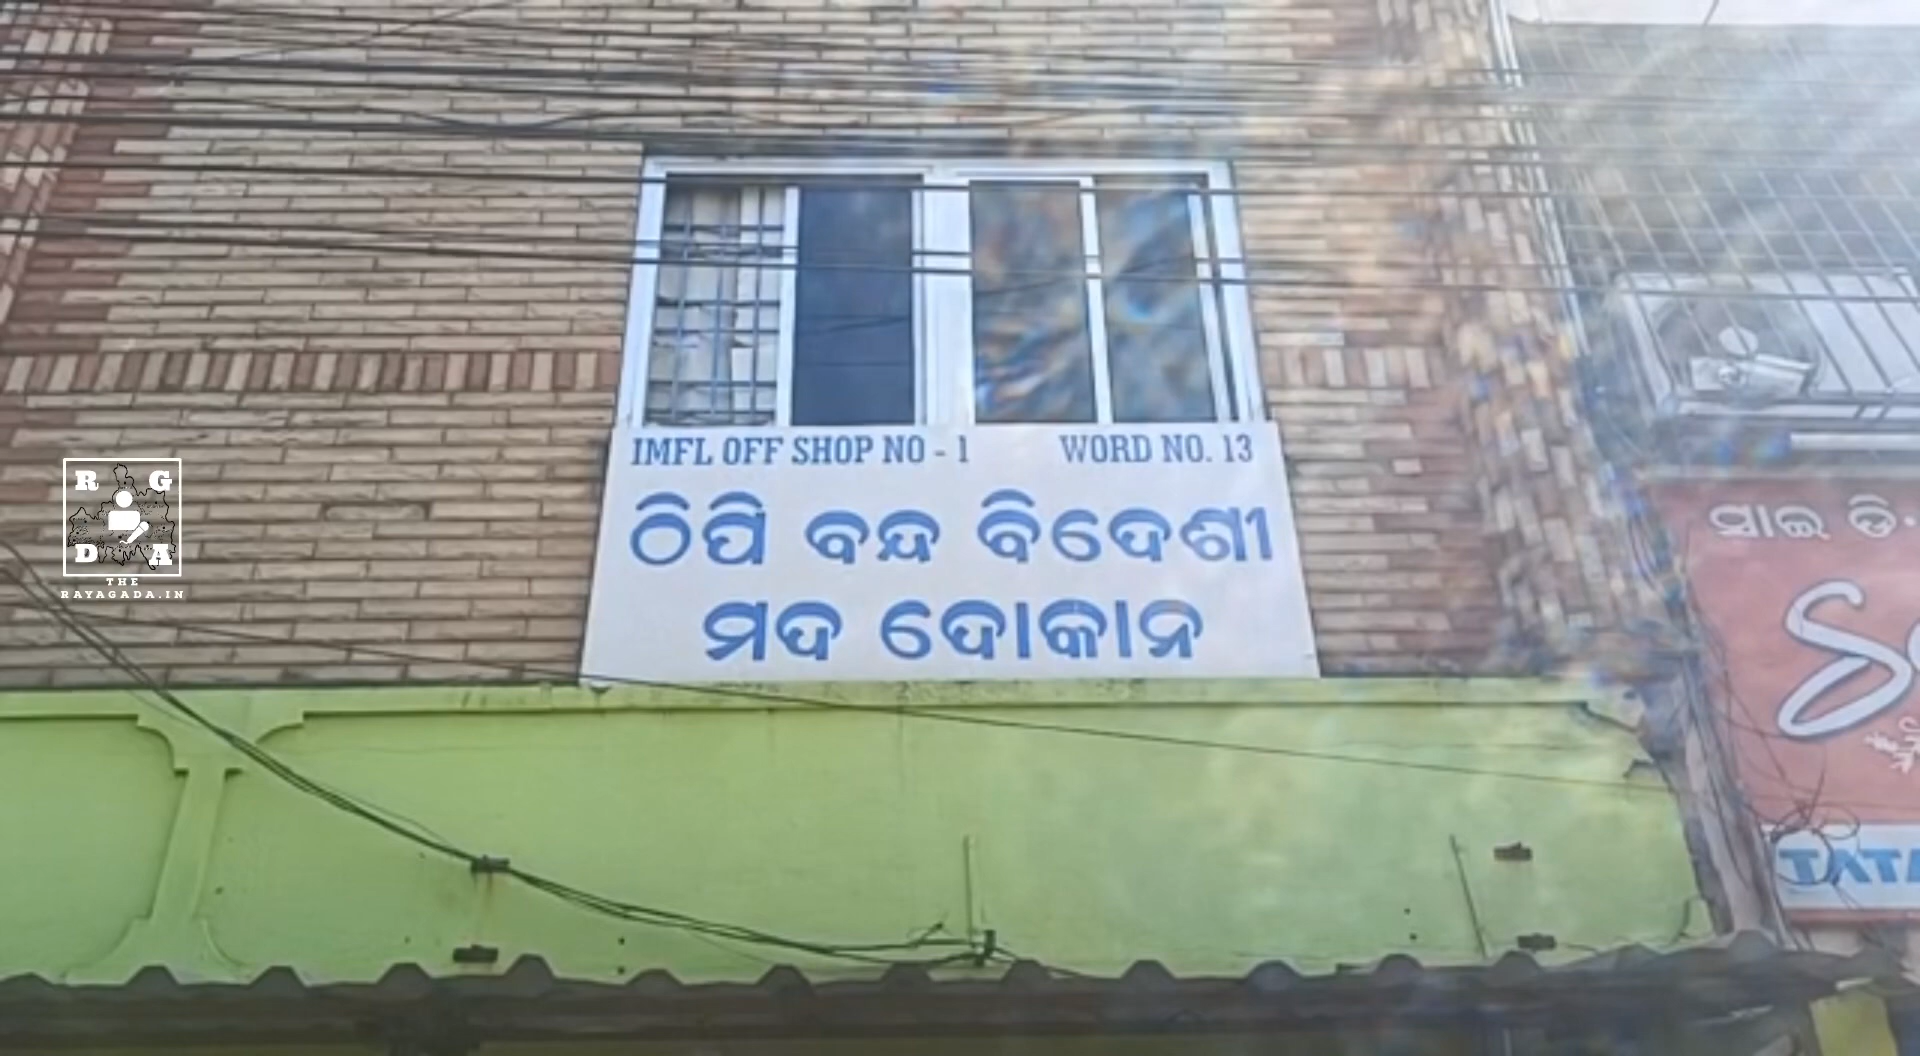 IMFL OFF SHOP NO - 1 WORD NO. 13
ଠିପି ବନ୍ଦ ବିଦେଶୀ
ମଦ ଦୋକାନ
R G
D A
THE
RAYAGADA.IN
ସାଇ
TATA